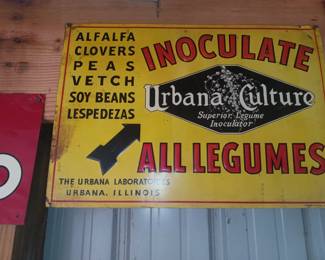 ALFALFA
CLOVERS
PEAS
VETCH
SOY BEANS
LESPEDEZAS
INOCULATE
Urbana Culture
Superior Legume
Inoculator
ALL LEGUMES
THE URBANA LABORATORIES
URBANA, ILLINOIS